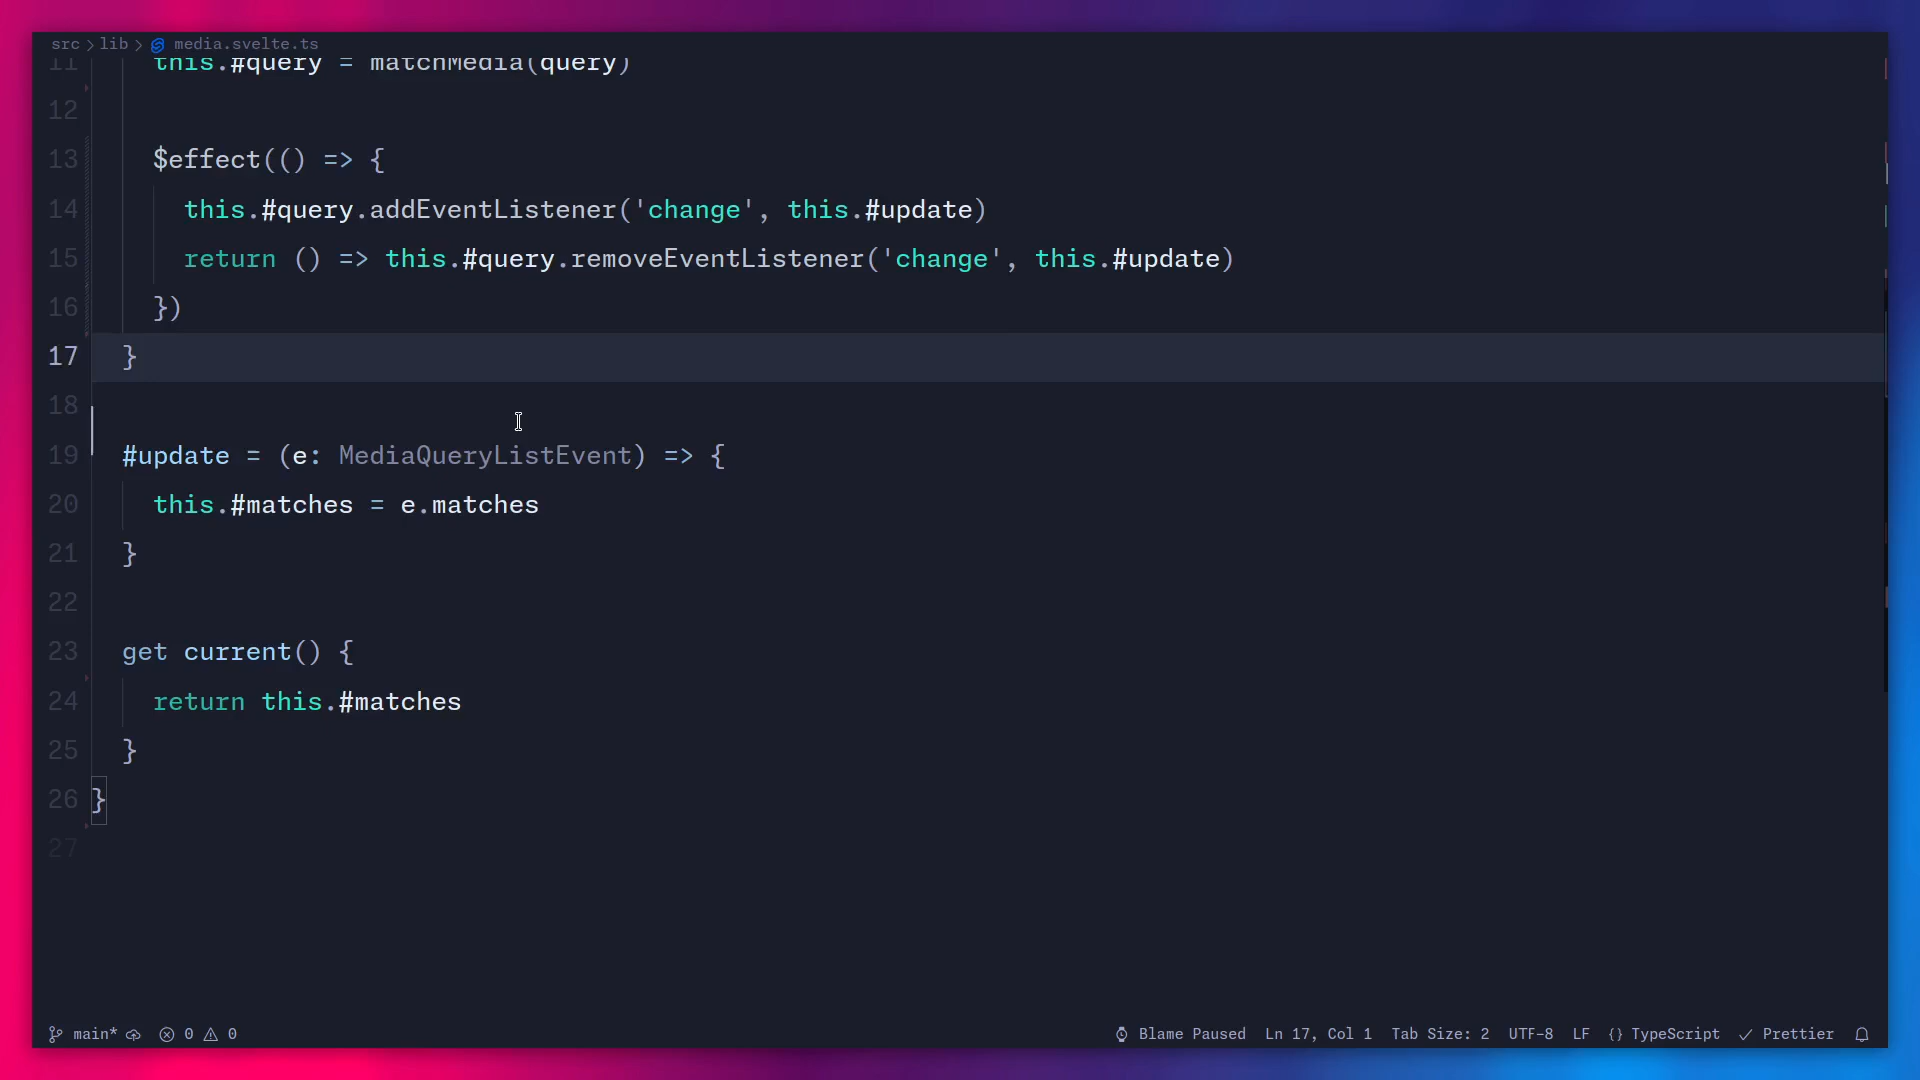 src > lib > media.svelte.ts
11 this.#query = matchMedia(query)
12
13 $effect(() => {
14 this.#query.addEventListener('change', this.#update)
15 return () => this.#query.removeEventListener('change', this.#update)
16 })
17 }
18
19 #update = (e: MediaQueryListEvent) => {
20 this.#matches = e.matches
21 }
22
23 get current() {
24 return this.#matches
25 }
26 }
27
main* 0 0 Blame Paused Ln 17, Col 1 Tab Size: 2 UTF-8 LF {} TypeScript Prettier